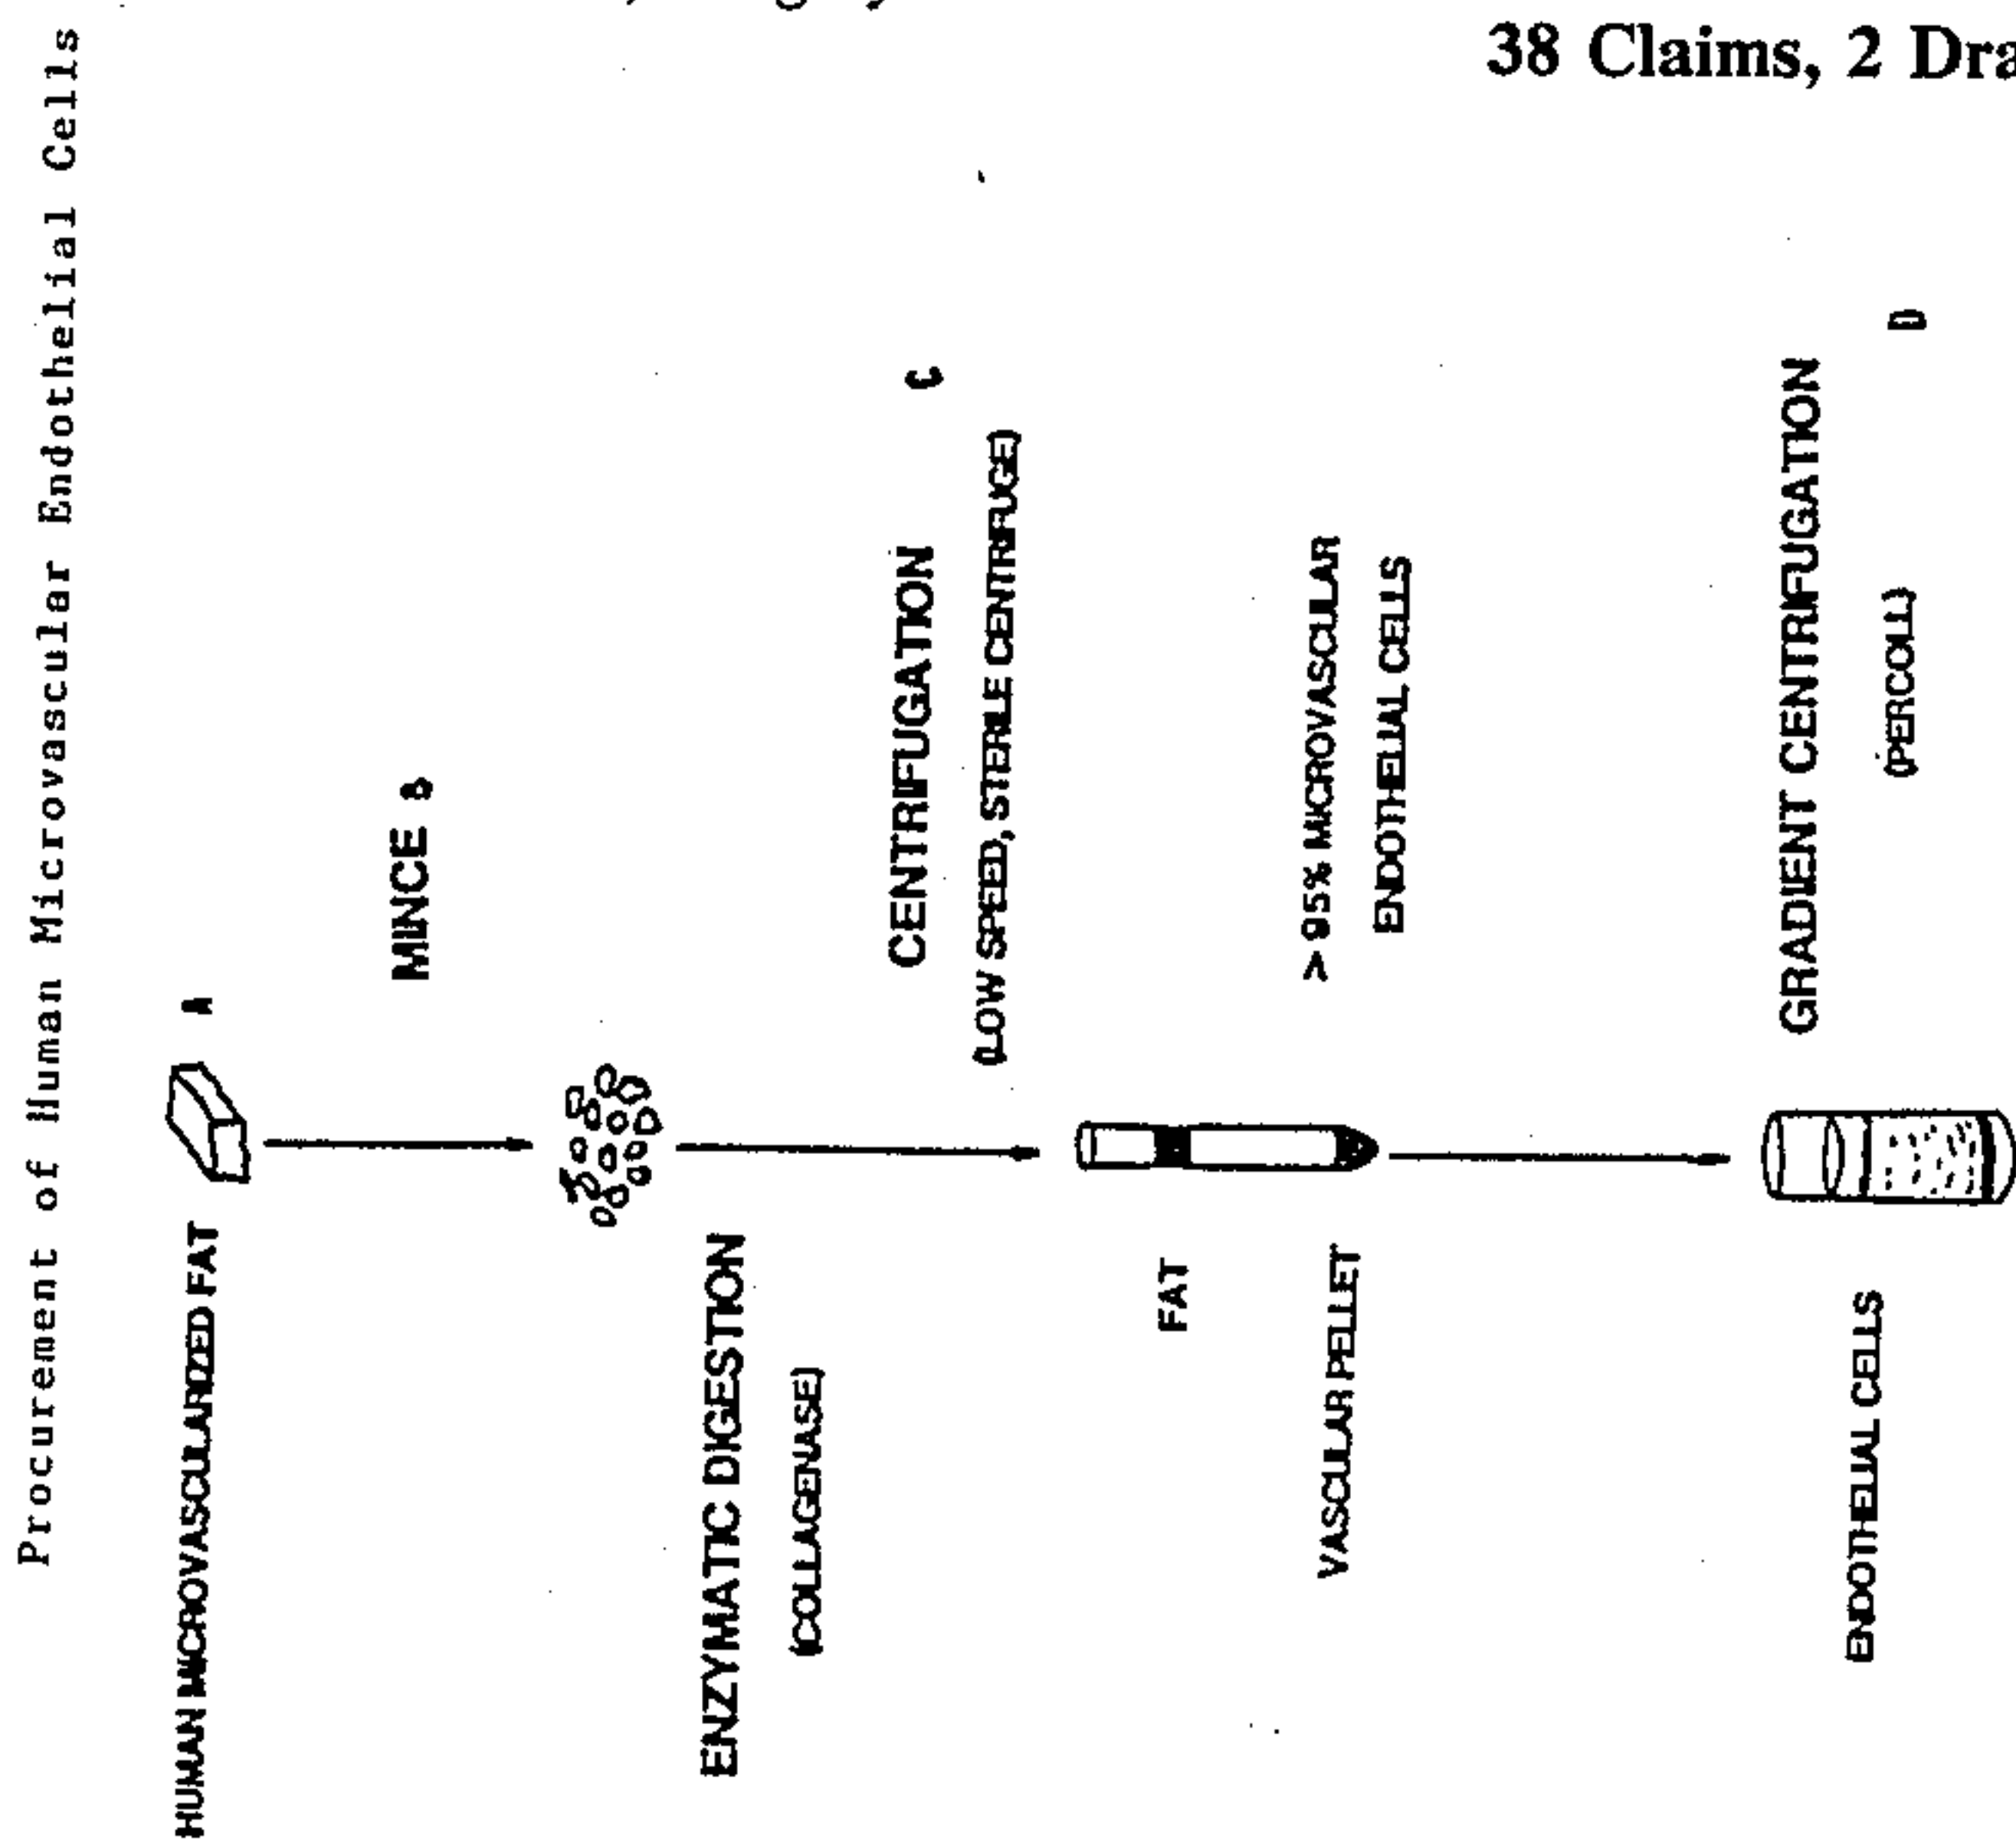 38 Claims, 2 Dra
Procurement of Human Microvascular Endothelial Cells
HUMAN MICROVASCULARIZED FAT
A
MINCE B
ENZYMATIC DIGESTION
(COLLAGENASE)
CENTRIFUGATION
C
(LOW SPEED, STERILE CENTRIFUGE)
FAT
VASCULAR PELLET
> 95% MICROVASCULAR
ENDOTHELIAL CELLS
GRADIENT CENTRIFUGATION
(PERCOLL)
D
ENDOTHELIAL CELLS